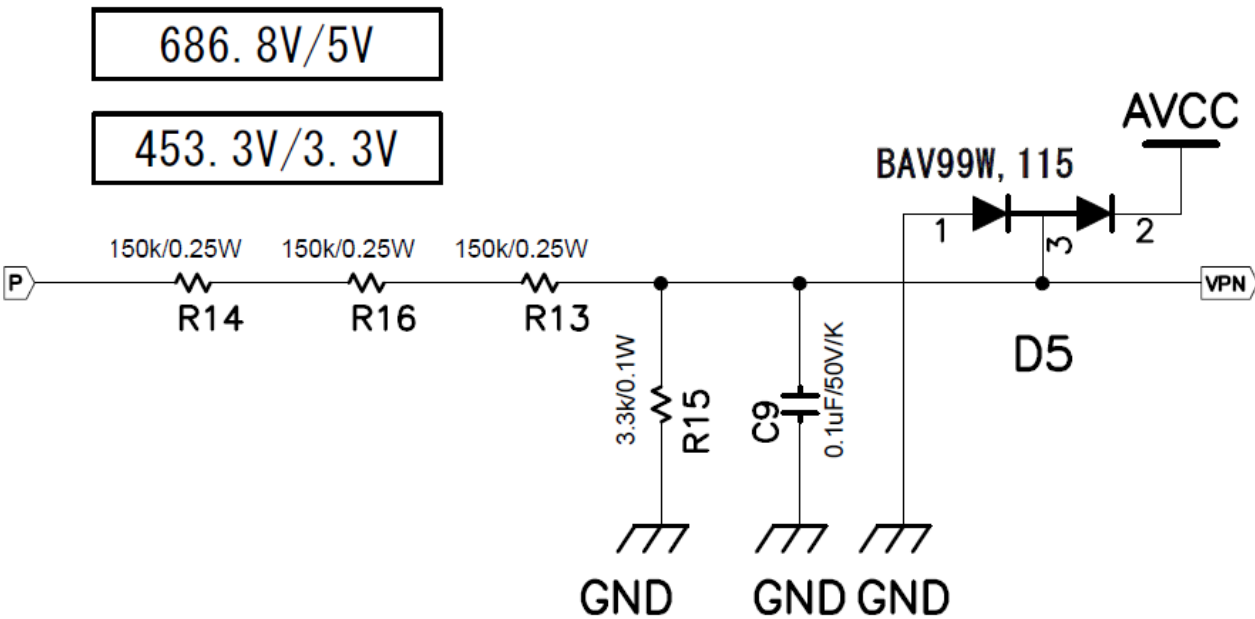 686.8V/5V
453.3V/3.3V
AVCC
BAV99W,115
1
2
3
150k/0.25W
150k/0.25W
150k/0.25W
P
VPN
R14
R16
R13
D5
3.3k/0.1W
R15
C9
0.1uF/50V/K
GND
GND
GND